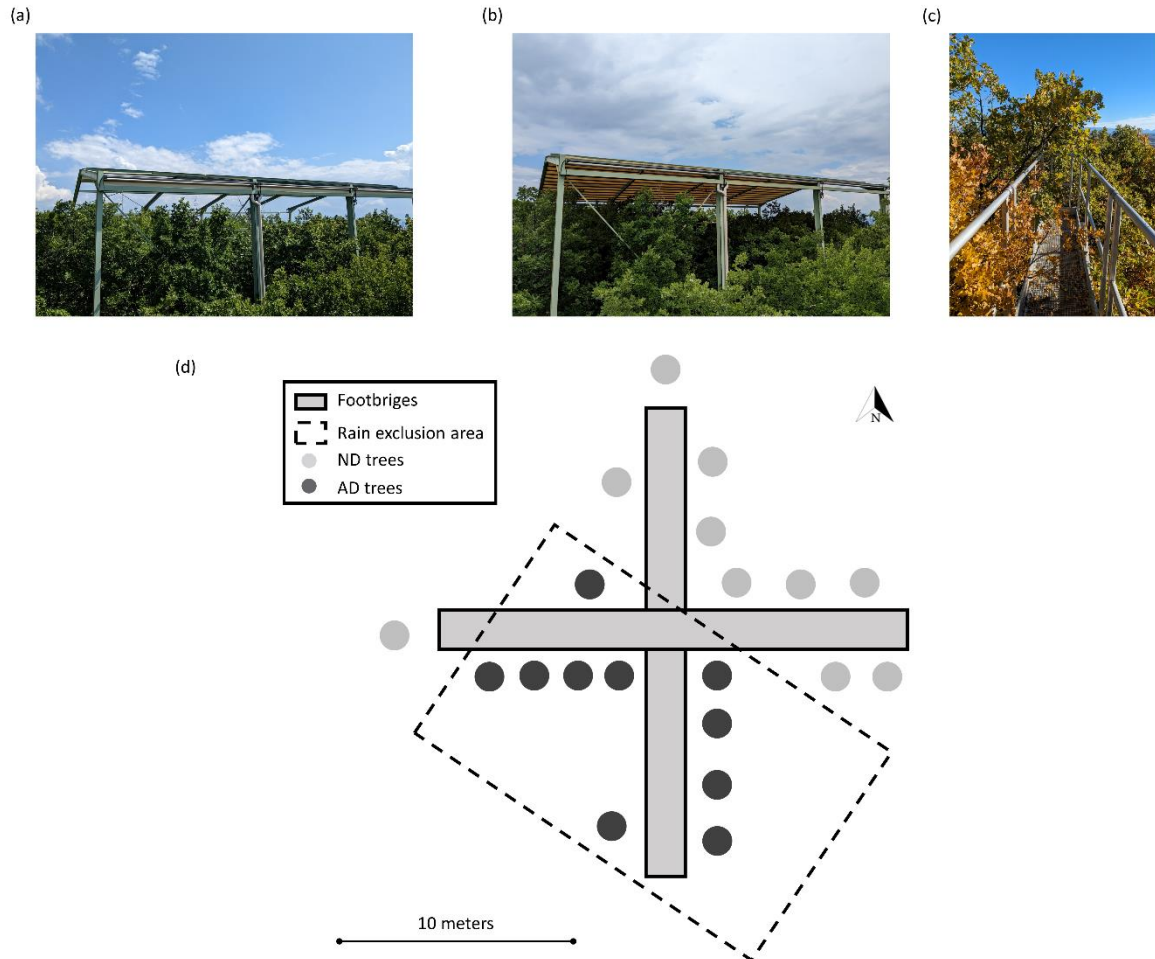 (a)
(b)
(c)
(d)
Footbriges
Rain exclusion area
ND trees
AD trees
N
10 meters